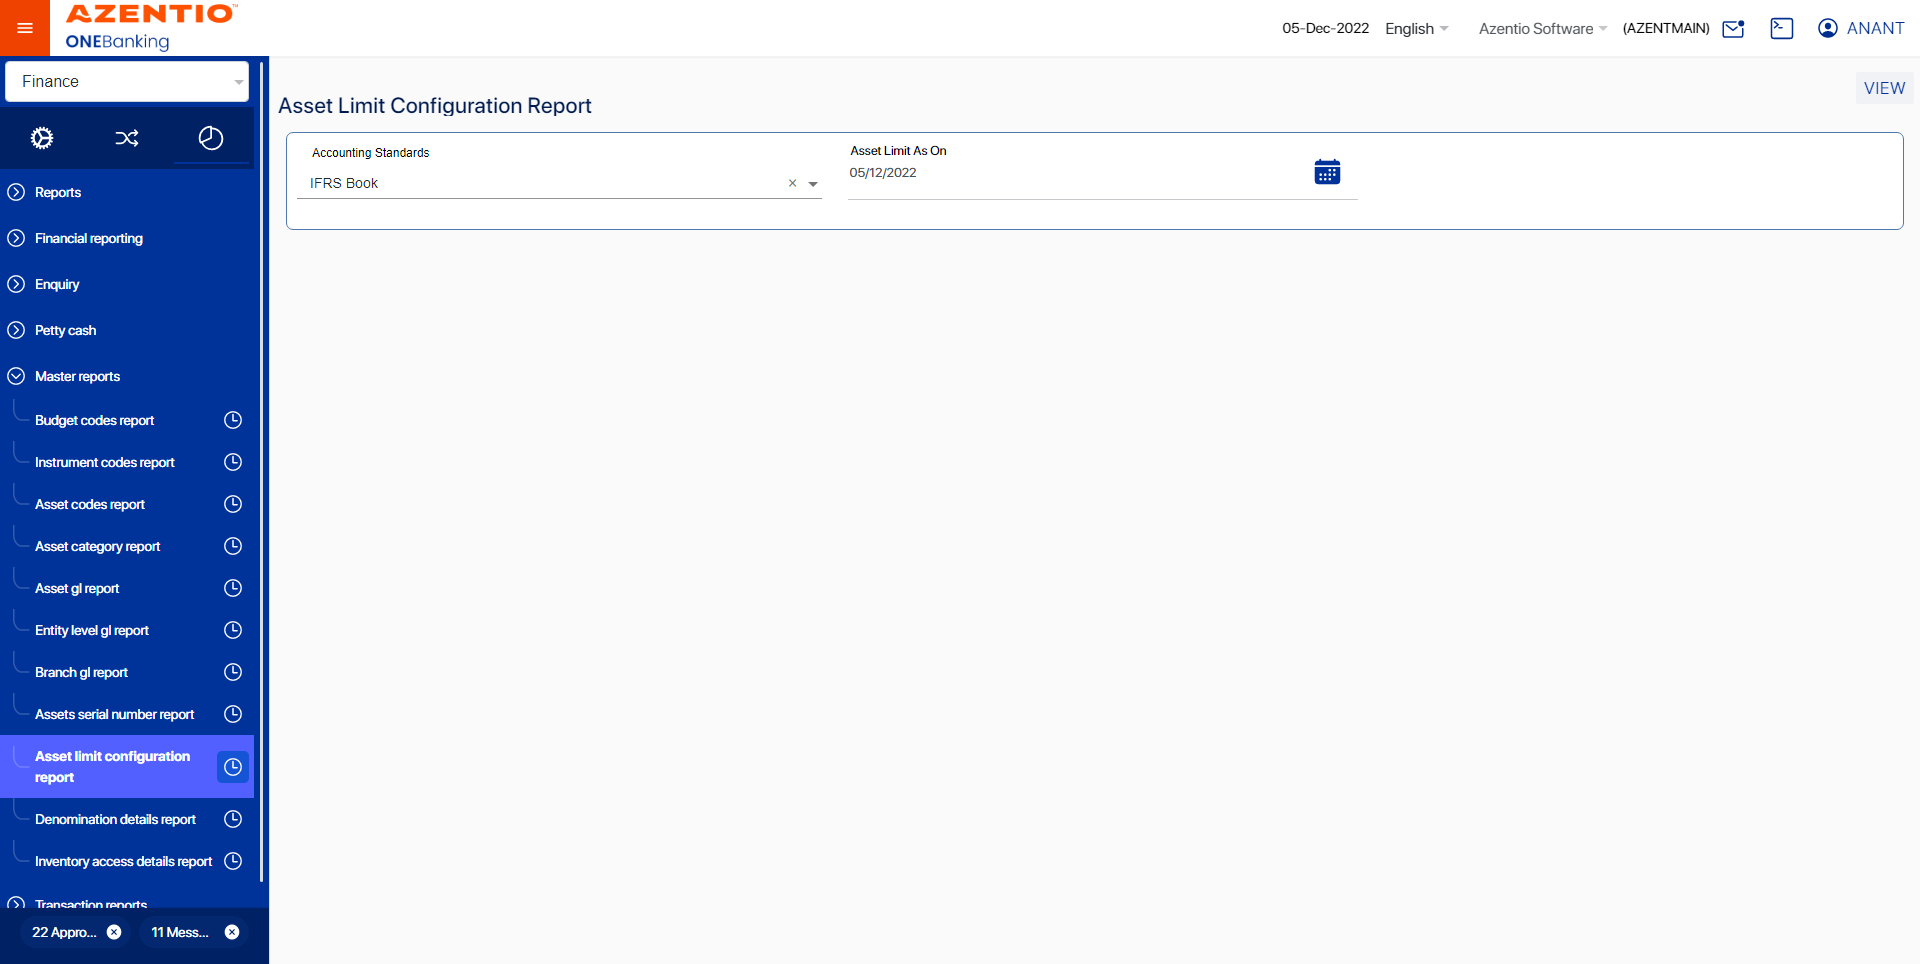 AZENTIO™
ONEBanking
05-Dec-2022 English Azentio Software (AZENTMAIN) ANANT
Finance
VIEW
Asset Limit Configuration Report
Accounting Standards
IFRS Book ×
Asset Limit As On
05/12/2022
Reports
Financial reporting
Enquiry
Petty cash
Master reports
Budget codes report
Instrument codes report
Asset codes report
Asset category report
Asset gl report
Entity level gl report
Branch gl report
Assets serial number report
Asset limit configuration
report
Denomination details report
Inventory access details report
Transaction reports
22 Appro... 11 Mess...